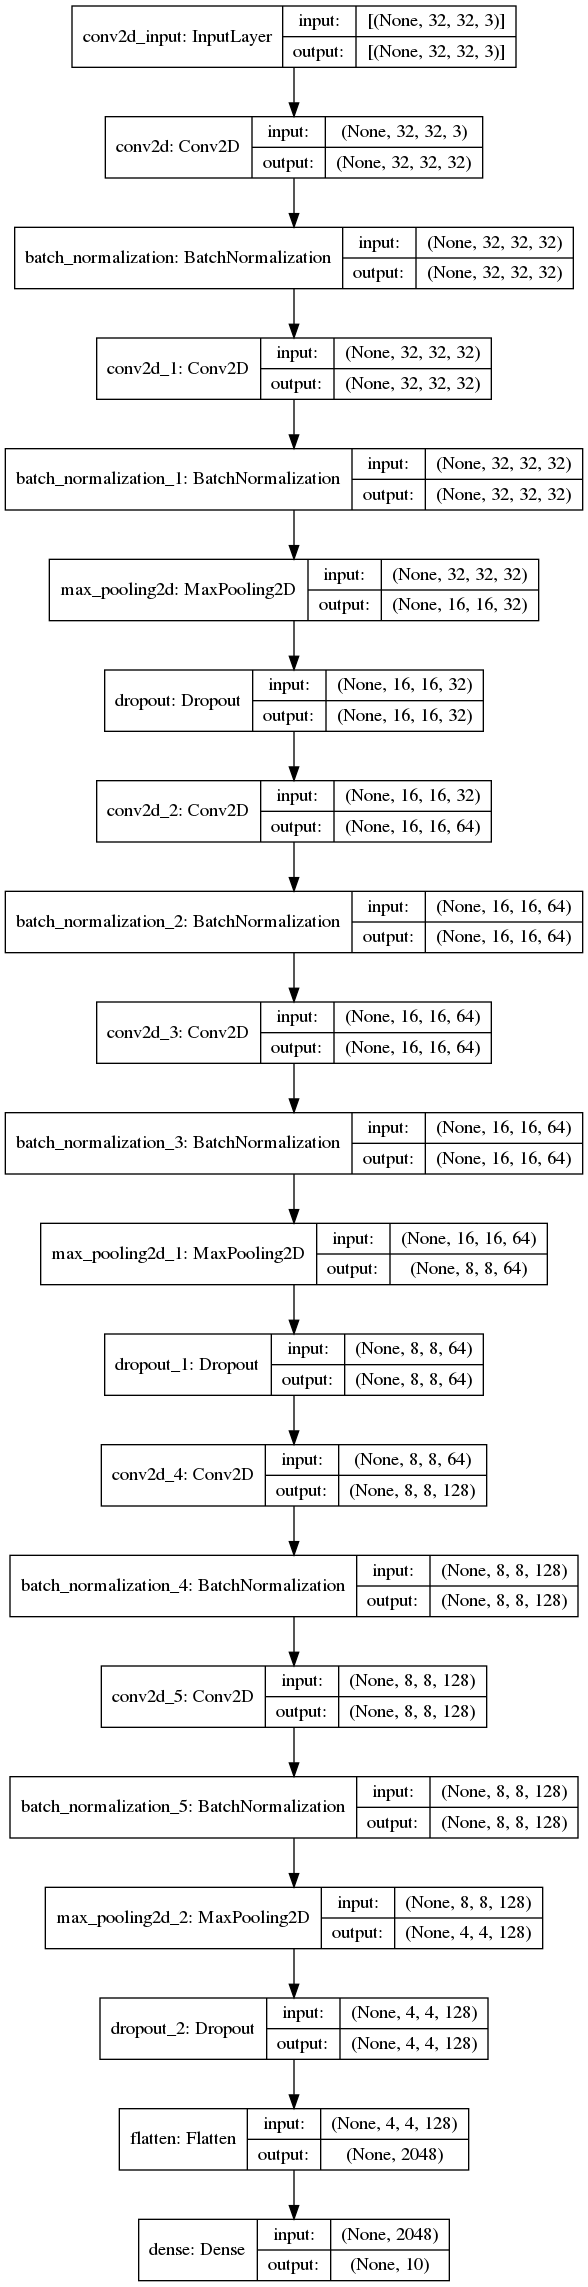 conv2d_input: InputLayer
input: [(None, 32, 32, 3)]
output: [(None, 32, 32, 3)]
conv2d: Conv2D
input: (None, 32, 32, 3)
output: (None, 32, 32, 32)
batch_normalization: BatchNormalization
input: (None, 32, 32, 32)
output: (None, 32, 32, 32)
conv2d_1: Conv2D
input: (None, 32, 32, 32)
output: (None, 32, 32, 32)
batch_normalization_1: BatchNormalization
input: (None, 32, 32, 32)
output: (None, 32, 32, 32)
max_pooling2d: MaxPooling2D
input: (None, 32, 32, 32)
output: (None, 16, 16, 32)
dropout: Dropout
input: (None, 16, 16, 32)
output: (None, 16, 16, 32)
conv2d_2: Conv2D
input: (None, 16, 16, 32)
output: (None, 16, 16, 64)
batch_normalization_2: BatchNormalization
input: (None, 16, 16, 64)
output: (None, 16, 16, 64)
conv2d_3: Conv2D
input: (None, 16, 16, 64)
output: (None, 16, 16, 64)
batch_normalization_3: BatchNormalization
input: (None, 16, 16, 64)
output: (None, 16, 16, 64)
max_pooling2d_1: MaxPooling2D
input: (None, 16, 16, 64)
output: (None, 8, 8, 64)
dropout_1: Dropout
input: (None, 8, 8, 64)
output: (None, 8, 8, 64)
conv2d_4: Conv2D
input: (None, 8, 8, 64)
output: (None, 8, 8, 128)
batch_normalization_4: BatchNormalization
input: (None, 8, 8, 128)
output: (None, 8, 8, 128)
conv2d_5: Conv2D
input: (None, 8, 8, 128)
output: (None, 8, 8, 128)
batch_normalization_5: BatchNormalization
input: (None, 8, 8, 128)
output: (None, 8, 8, 128)
max_pooling2d_2: MaxPooling2D
input: (None, 8, 8, 128)
output: (None, 4, 4, 128)
dropout_2: Dropout
input: (None, 4, 4, 128)
output: (None, 4, 4, 128)
flatten: Flatten
input: (None, 4, 4, 128)
output: (None, 2048)
dense: Dense
input: (None, 2048)
output: (None, 10)